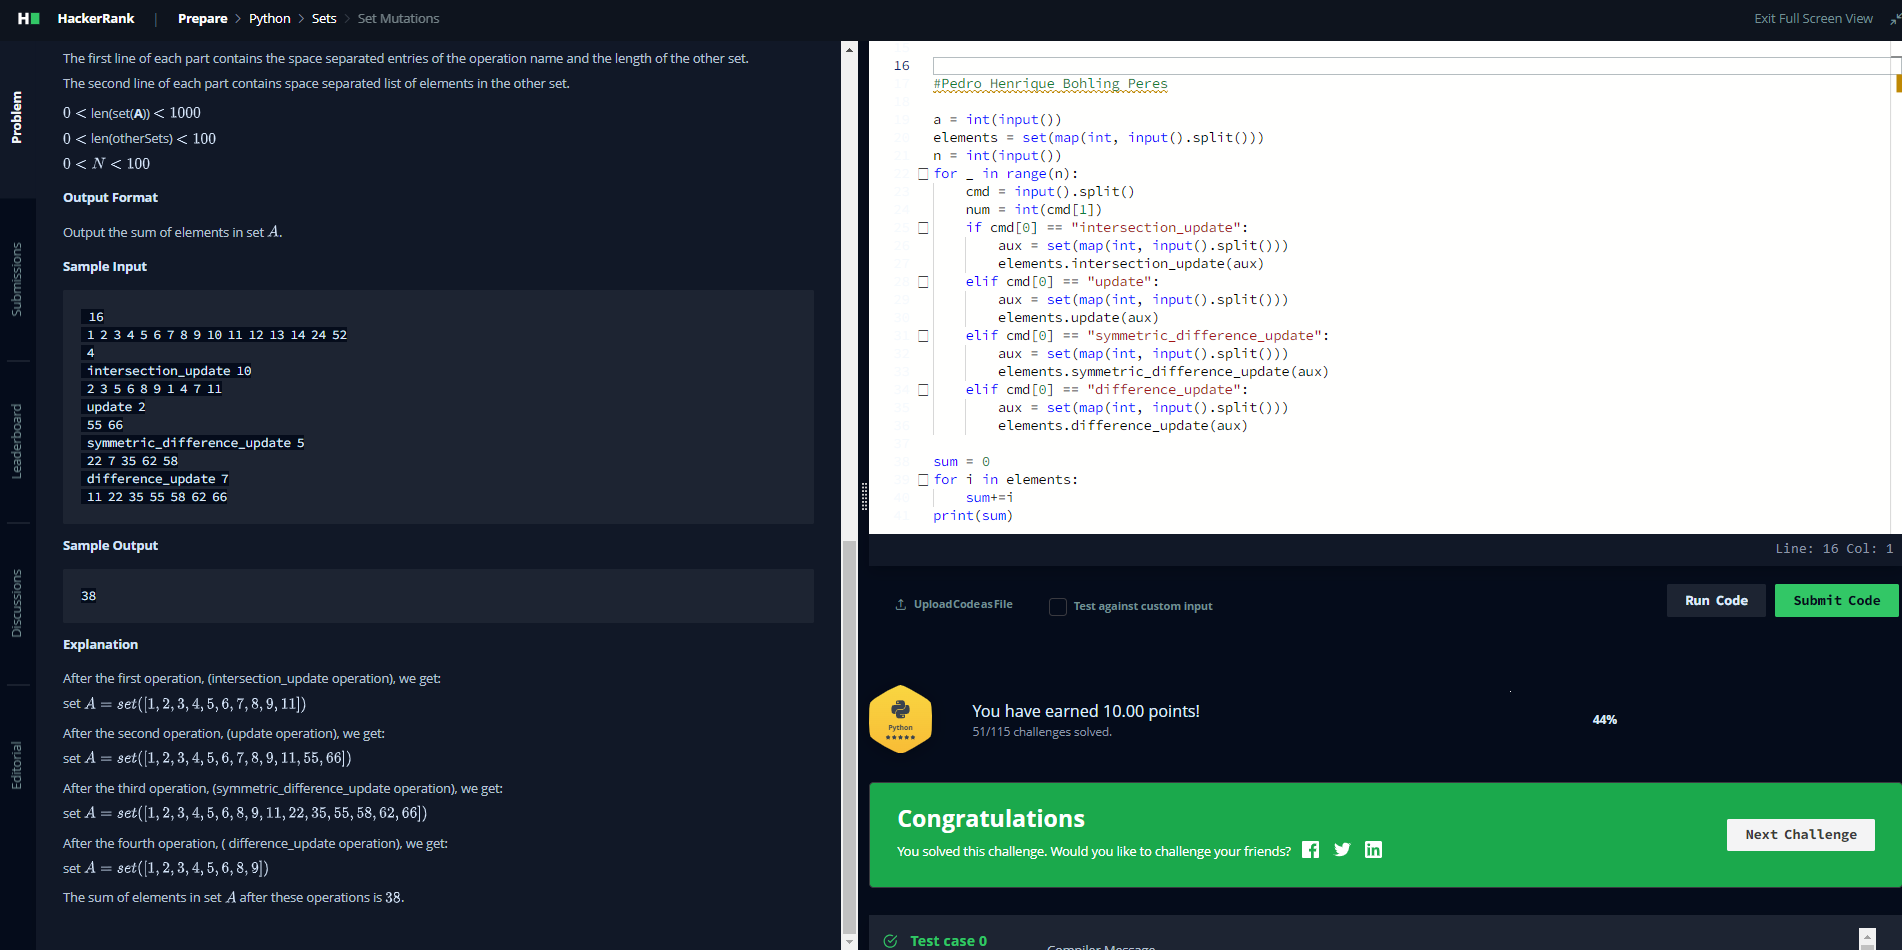 HackerRank | Prepare > Python > Sets > Set Mutations
Exit Full Screen View
Problem
Submissions
Leaderboard
Discussions
Editorial
The first line of each part contains the space separated entries of the operation name and the length of the other set.
The second line of each part contains space separated list of elements in the other set.
0 < len(set(A)) < 1000
0 < len(otherSets) < 100
0 < N < 100
Output Format
Output the sum of elements in set A.
Sample Input
16
1 2 3 4 5 6 7 8 9 10 11 12 13 14 24 52
4
intersection_update 10
2 3 5 6 8 9 1 4 7 11
update 2
55 66
symmetric_difference_update 5
22 7 35 62 58
difference_update 7
11 22 35 55 58 62 66
Sample Output
38
Explanation
After the first operation, (intersection_update operation), we get:
set A = set([1, 2, 3, 4, 5, 6, 7, 8, 9, 11])
After the second operation, (update operation), we get:
set A = set([1, 2, 3, 4, 5, 6, 7, 8, 9, 11, 55, 66])
After the third operation, (symmetric_difference_update operation), we get:
set A = set([1, 2, 3, 4, 5, 6, 8, 9, 11, 22, 35, 55, 58, 62, 66])
After the fourth operation, ( difference_update operation), we get:
set A = set([1, 2, 3, 4, 5, 6, 8, 9])
The sum of elements in set A after these operations is 38.
16
#Pedro Henrique Bohling Peres
a = int(input())
elements = set(map(int, input().split()))
n = int(input())
for _ in range(n):
cmd = input().split()
num = int(cmd[1])
if cmd[0] == "intersection_update":
aux = set(map(int, input().split()))
elements.intersection_update(aux)
elif cmd[0] == "update":
aux = set(map(int, input().split()))
elements.update(aux)
elif cmd[0] == "symmetric_difference_update":
aux = set(map(int, input().split()))
elements.symmetric_difference_update(aux)
elif cmd[0] == "difference_update":
aux = set(map(int, input().split()))
elements.difference_update(aux)
sum = 0
for i in elements:
sum+=i
print(sum)
Line: 16 Col: 1
Upload Code as File
Test against custom input
Run Code
Submit Code
Python
You have earned 10.00 points!
51/115 challenges solved.
44%
Congratulations
You solved this challenge. Would you like to challenge your friends?
Next Challenge
Test case 0
Compiler Message